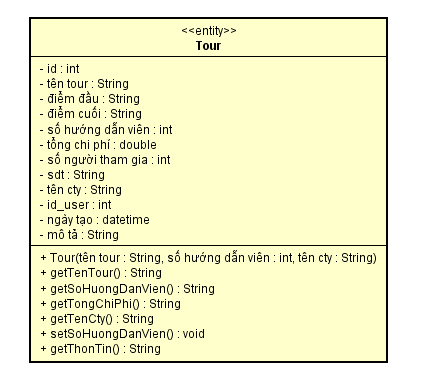 <<entity>>
Tour
- id : int
- tên tour : String
- điểm đầu : String
- điểm cuối : String
- số hướng dẫn viên : int
- tổng chi phí : double
- số người tham gia : int
- sdt : String
- tên cty : String
- id_user : int
- ngày tạo : datetime
- mô tả : String
+ Tour(tên tour : String, số hướng dẫn viên : int, tên cty : String)
+ getTenTour() : String
+ getSoHuongDanVien() : String
+ getTongChiPhi() : String
+ getTenCty() : String
+ setSoHuongDanVien() : void
+ getThonTin() : String